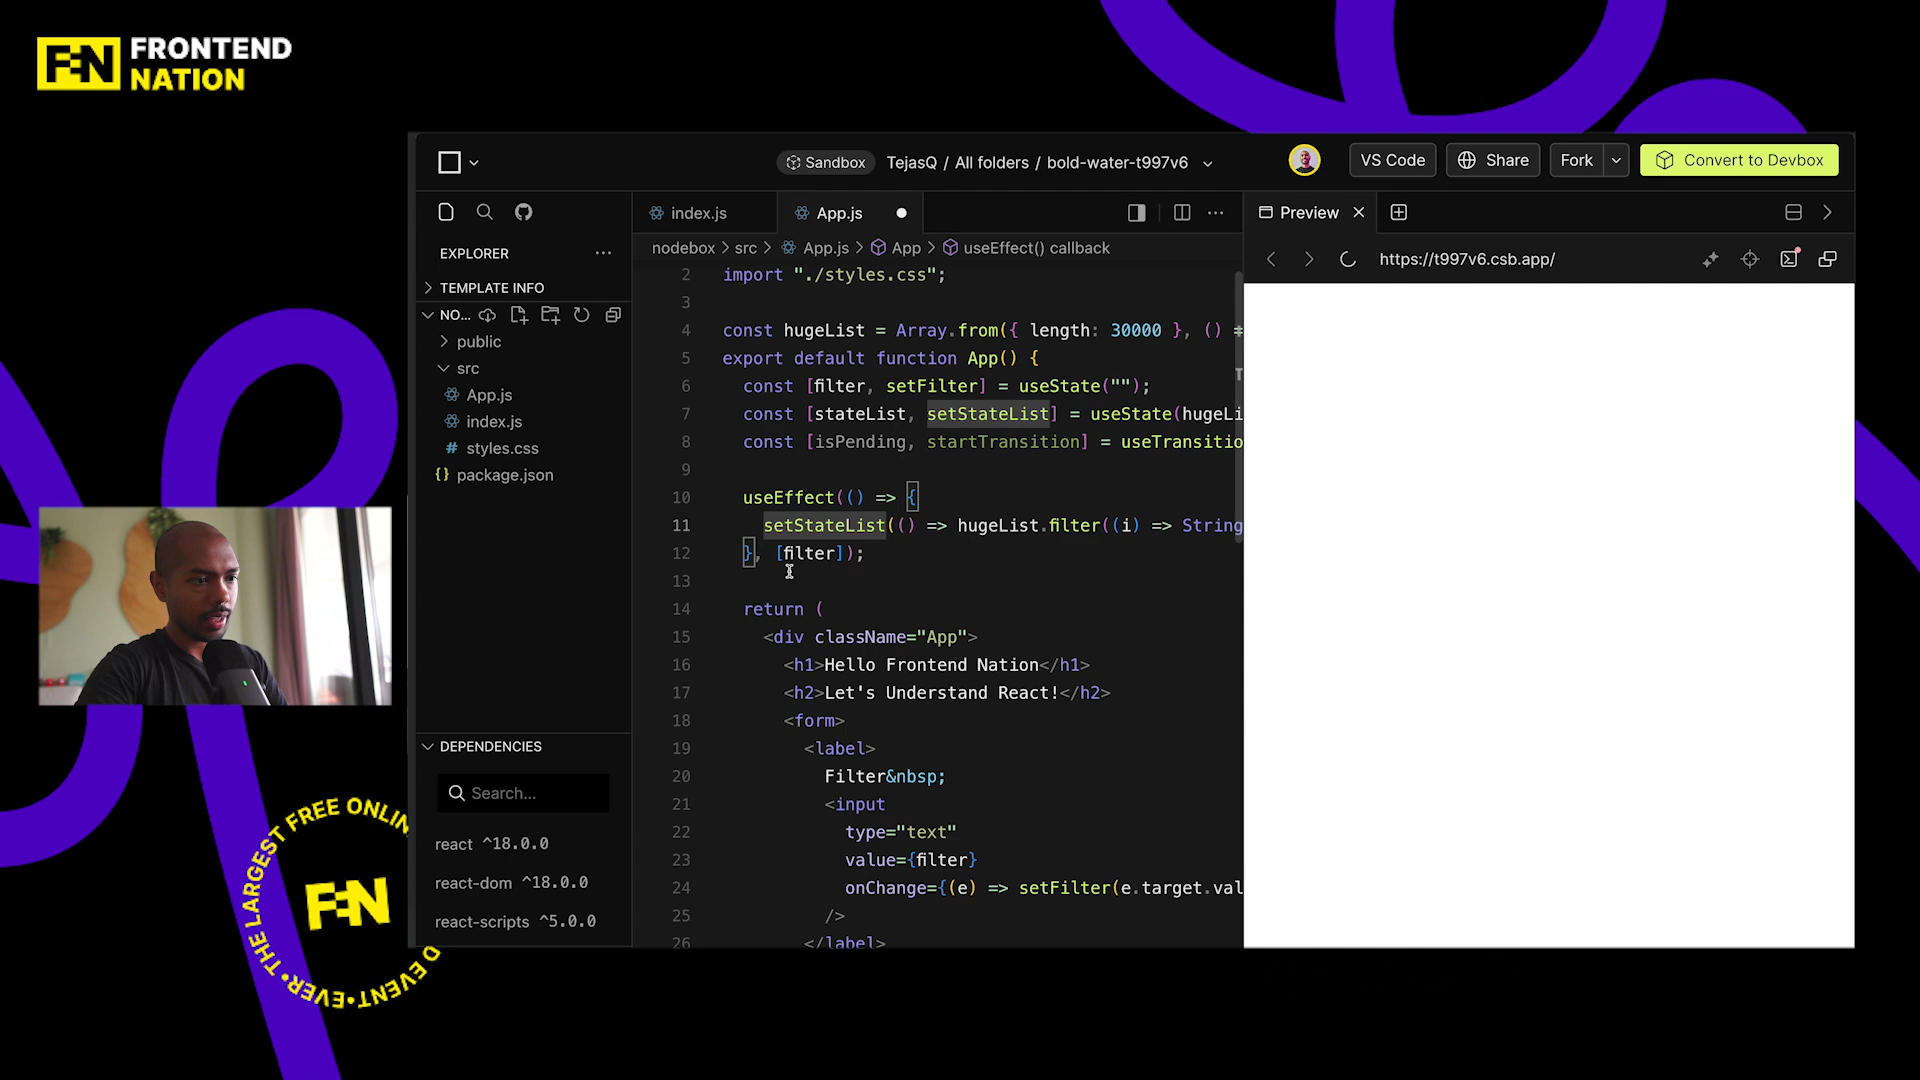 FEN FRONTEND
NATION
Sandbox TejasQ / All folders / bold-water-t997v6
VS Code Share Fork Convert to Devbox
index.js App.js
Preview
EXPLORER
nodebox src App.js App useEffect() callback
https://t997v6.csb.app/
TEMPLATE INFO
NO...
public
src
App.js
index.js
styles.css
{} package.json
2 import "./styles.css";
3
4 const hugeList = Array.from({ length: 30000 }, ()
5 export default function App() {
6 const [filter, setFilter] = useState("");
7 const [stateList, setStateList] = useState(hugeLi
8 const [isPending, startTransition] = useTransitio
9
10 useEffect(() => {
11 setStateList(() => hugeList.filter((i) => String
12 }, [filter]);
13
14 return (
15 <div className="App">
16 <h1>Hello Frontend Nation</h1>
17 <h2>Let's Understand React!</h2>
18 <form>
19 <label>
20 Filter&nbsp;
21 <input
22 type="text"
23 value={filter}
24 onChange={(e) => setFilter(e.target.val
25 />
26 </label>
DEPENDENCIES
Search...
react ^18.0.0
react-dom ^18.0.0
react-scripts ^5.0.0
THE LARGEST FREE ONLIN
D EVENT•EVER•
FEN